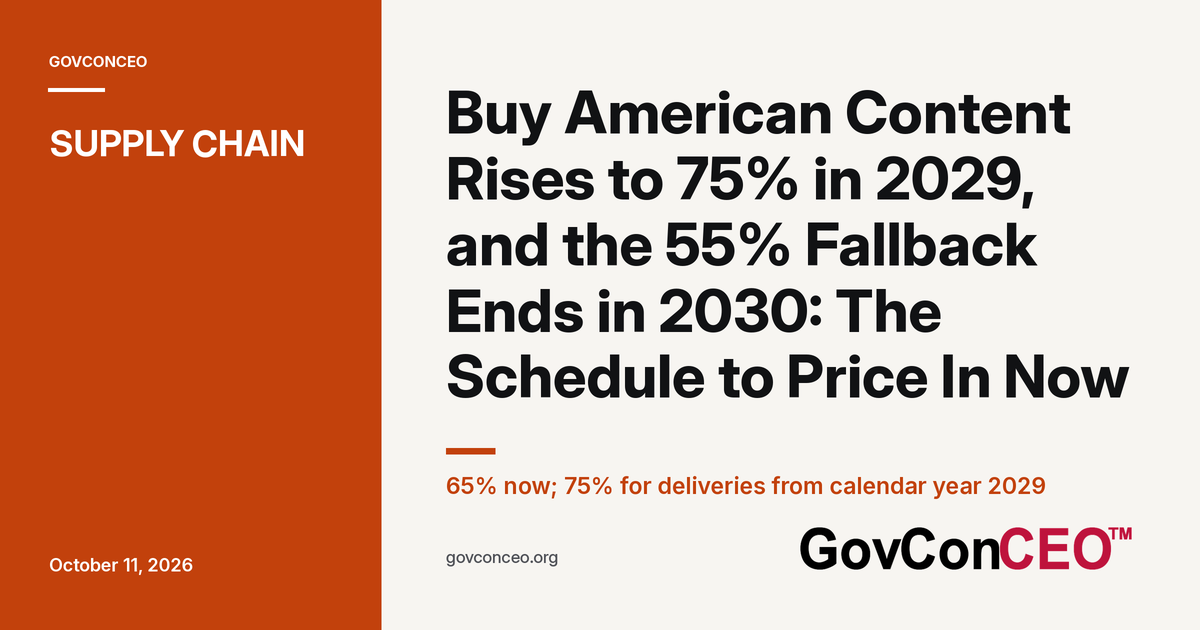 GOVCONCEO
SUPPLY CHAIN
October 11, 2026
Buy American Content
Rises to 75% in 2029,
and the 55% Fallback
Ends in 2030: The
Schedule to Price In Now
65% now; 75% for deliveries from calendar year 2029
govconceo.org
GovConCEO™